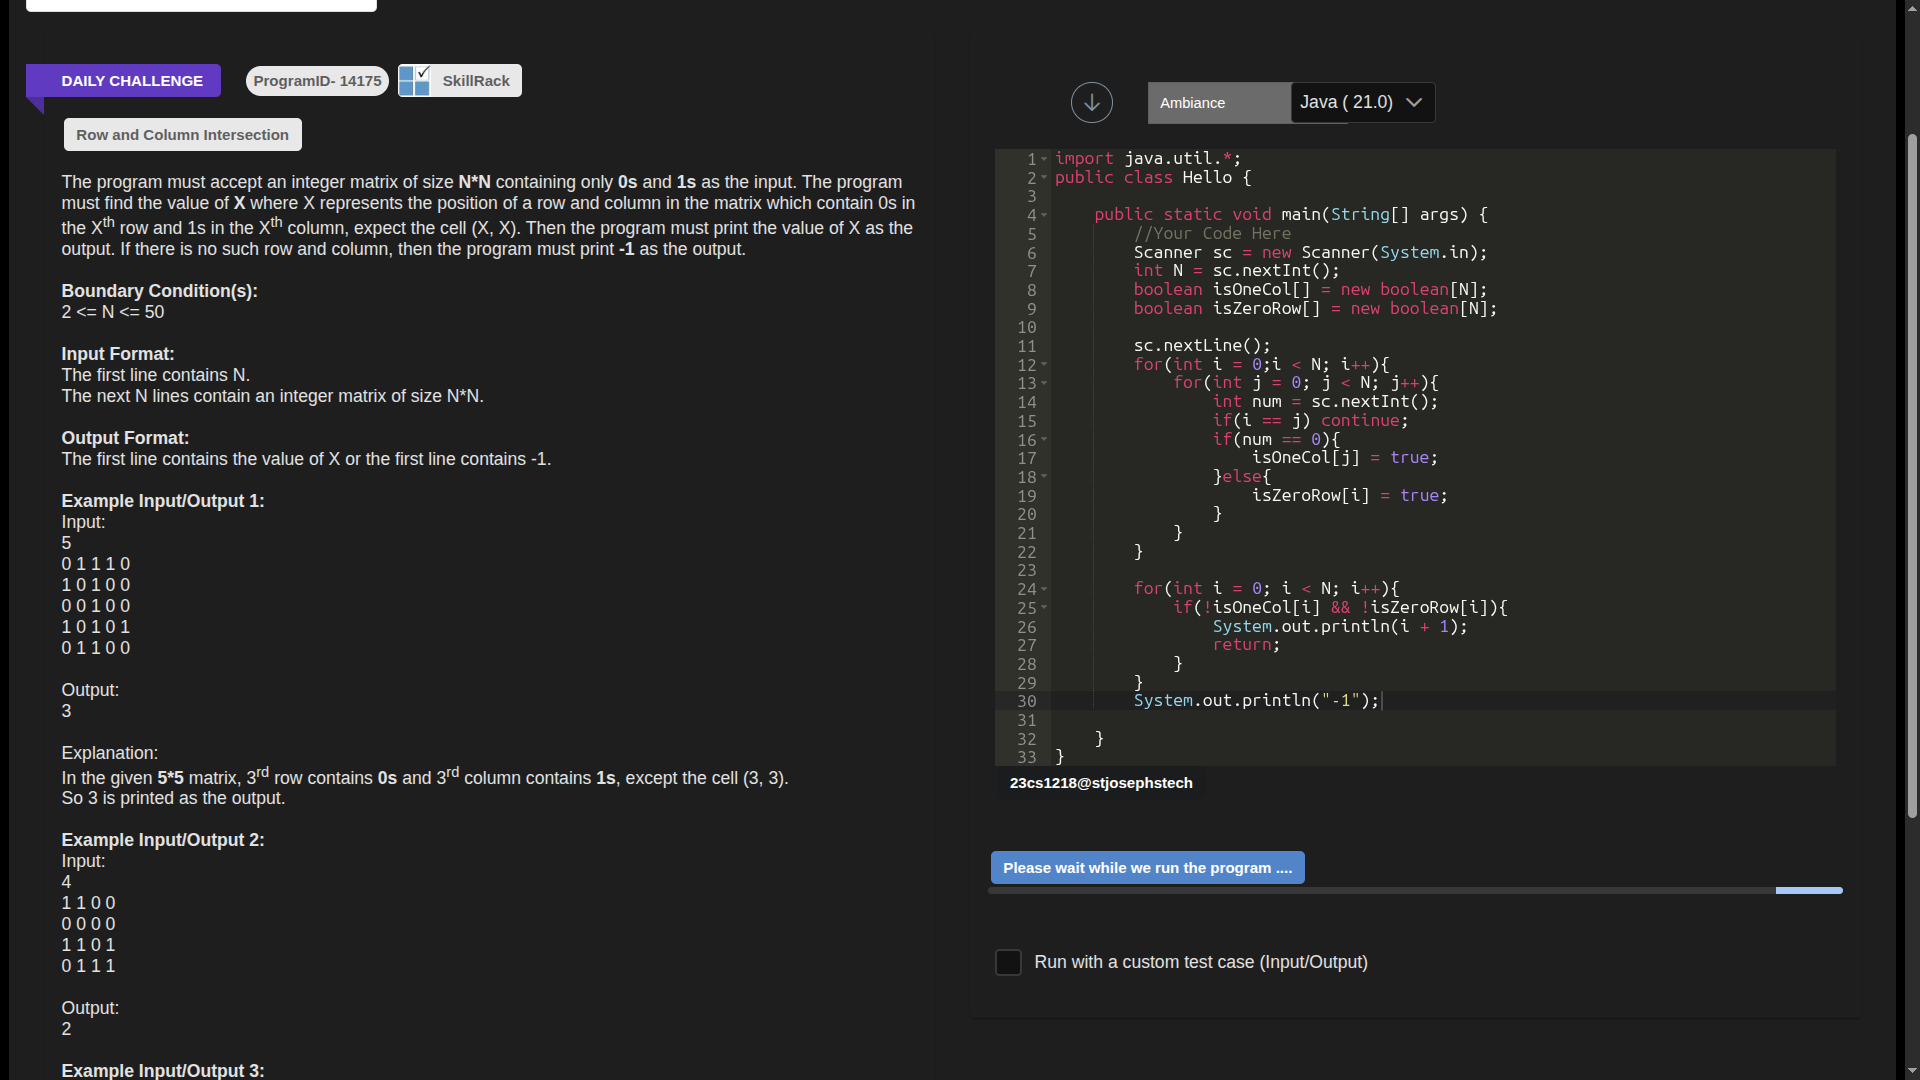 DAILY CHALLENGE
ProgramID- 14175
SkillRack
Row and Column Intersection
The program must accept an integer matrix of size N*N containing only 0s and 1s as the input. The program
must find the value of X where X represents the position of a row and column in the matrix which contain 0s in
the Xth row and 1s in the Xth column, expect the cell (X, X). Then the program must print the value of X as the
output. If there is no such row and column, then the program must print -1 as the output.
Boundary Condition(s):
2 <= N <= 50
Input Format:
The first line contains N.
The next N lines contain an integer matrix of size N*N.
Output Format:
The first line contains the value of X or the first line contains -1.
Example Input/Output 1:
Input:
5
0 1 1 1 0
1 0 1 0 0
0 0 1 0 0
1 0 1 0 1
0 1 1 0 0
Output:
3
Explanation:
In the given 5*5 matrix, 3rd row contains 0s and 3rd column contains 1s, except the cell (3, 3).
So 3 is printed as the output.
Example Input/Output 2:
Input:
4
1 1 0 0
0 0 0 0
1 1 0 1
0 1 1 1
Output:
2
Example Input/Output 3:
Ambiance
Java ( 21.0)
1 import java.util.*;
2 public class Hello {
3
4     public static void main(String[] args) {
5         //Your Code Here
6         Scanner sc = new Scanner(System.in);
7         int N = sc.nextInt();
8         boolean isOneCol[] = new boolean[N];
9         boolean isZeroRow[] = new boolean[N];
10
11         sc.nextLine();
12         for(int i = 0;i < N; i++){
13             for(int j = 0; j < N; j++){
14                 int num = sc.nextInt();
15                 if(i == j) continue;
16                 if(num == 0){
17                     isOneCol[j] = true;
18                 }else{
19                     isZeroRow[i] = true;
20                 }
21             }
22         }
23
24         for(int i = 0; i < N; i++){
25             if(!isOneCol[i] && !isZeroRow[i]){
26                 System.out.println(i + 1);
27                 return;
28             }
29         }
30         System.out.println("-1");
31
32     }
33 }
23cs1218@stjosephstech
Please wait while we run the program ....
Run with a custom test case (Input/Output)